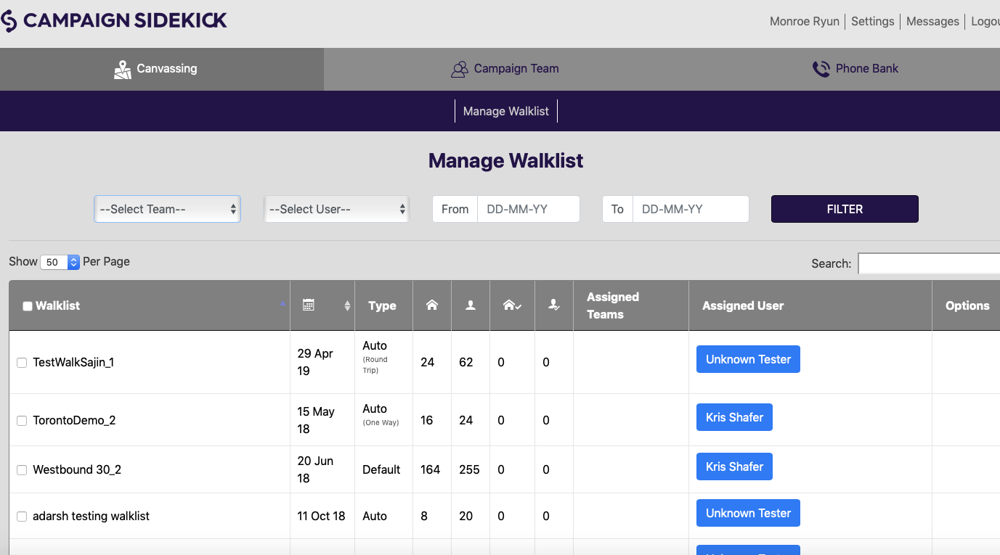 CAMPAIGN SIDEKICK
Monroe Ryun Settings Messages
Canvassing Campaign Team Phone Bank
Manage Walklist
Manage Walklist
--Select Team-- --Select User-- From DD-MM-YY To DD-MM-YY FILTER
Show 50 Per Page Search:
Walklist Type Assigned Teams Assigned User Options
TestWalkSajin_1 29 Apr 19 Auto (Round Trip) 24 62 0 0 Unknown Tester
TorontoDemo_2 15 May 18 Auto (One Way) 16 24 0 0 Kris Shafer
Westbound 30_2 20 Jun 18 Default 164 255 0 0 Kris Shafer
adarsh testing walklist 11 Oct 18 Auto 8 20 0 0 Unknown Tester